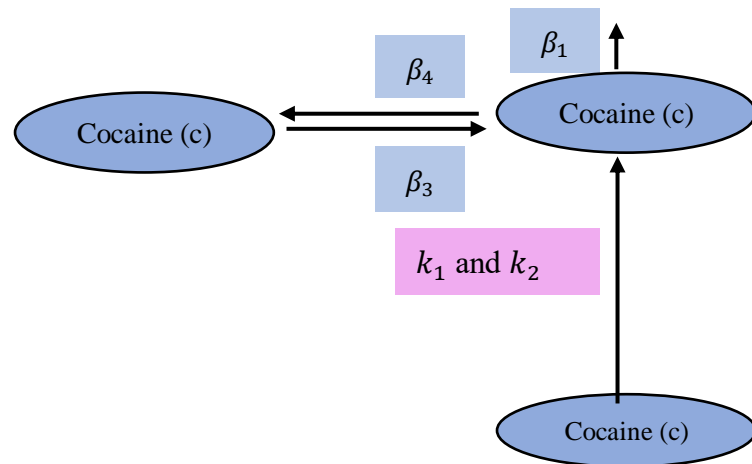 β₁
β₄
Cocaine (c)
Cocaine (c)
β₃
k₁ and k₂
Cocaine (c)